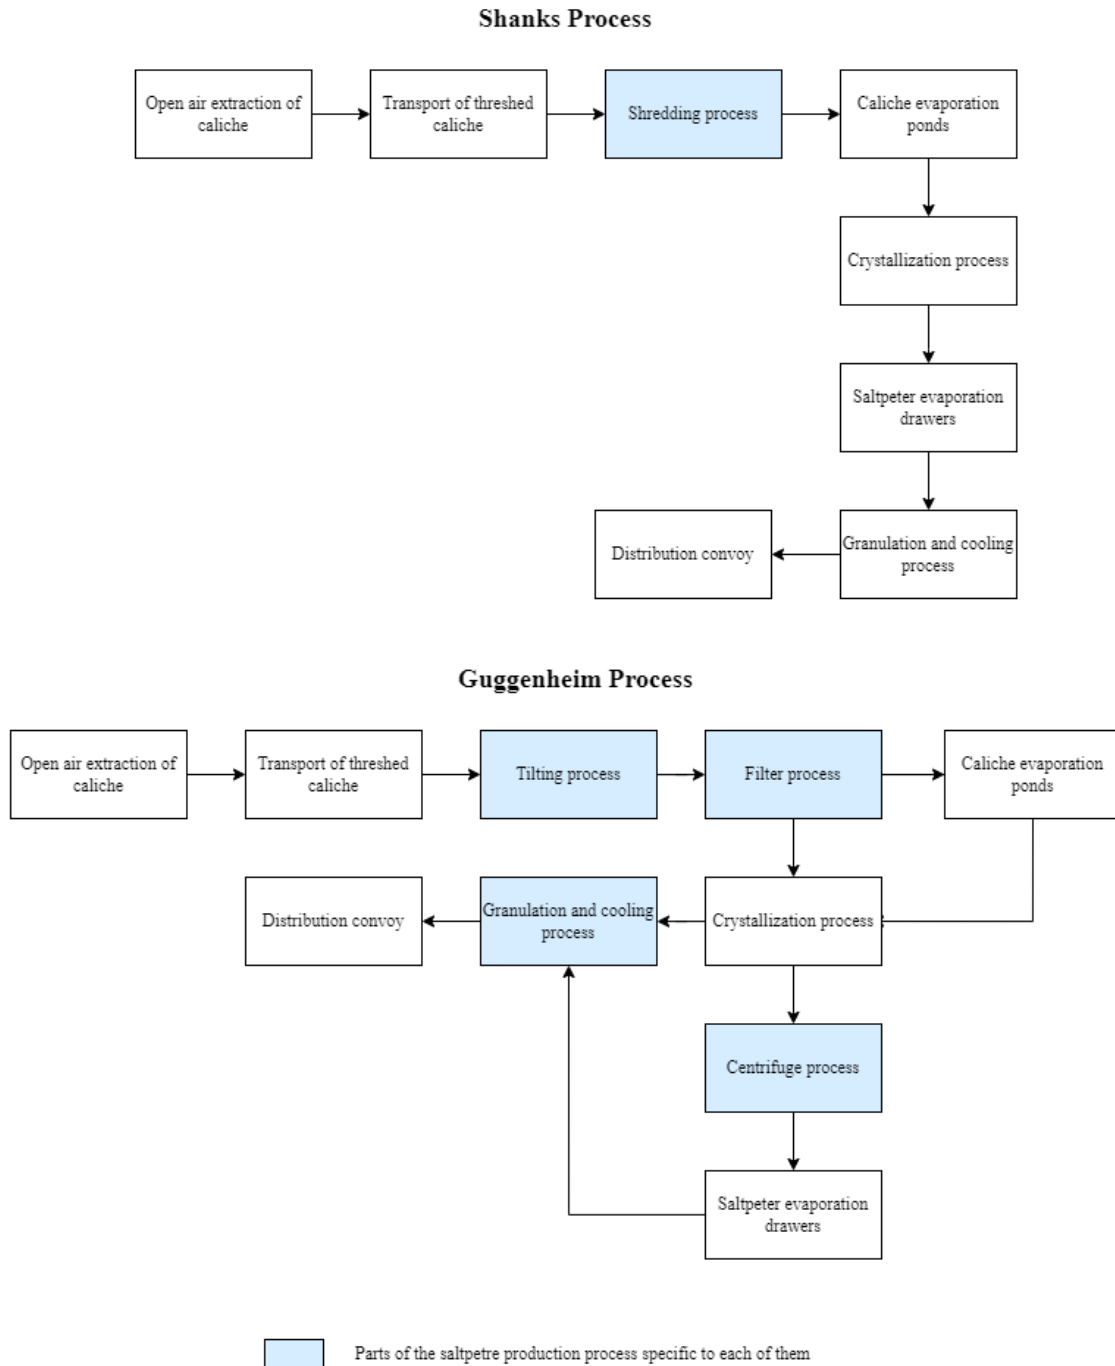 Shanks Process
Open air extraction of
caliche
Transport of threshed
caliche
Shredding process
Caliche evaporation
ponds
Crystallization process
Saltpeter evaporation
drawers
Granulation and cooling
process
Distribution convoy
Guggenheim Process
Open air extraction of
caliche
Transport of threshed
caliche
Tilting process
Filter process
Caliche evaporation
ponds
Distribution convoy
Granulation and cooling
process
Crystallization process
Centrifuge process
Saltpeter evaporation
drawers
Parts of the saltpetre production process specific to each of them